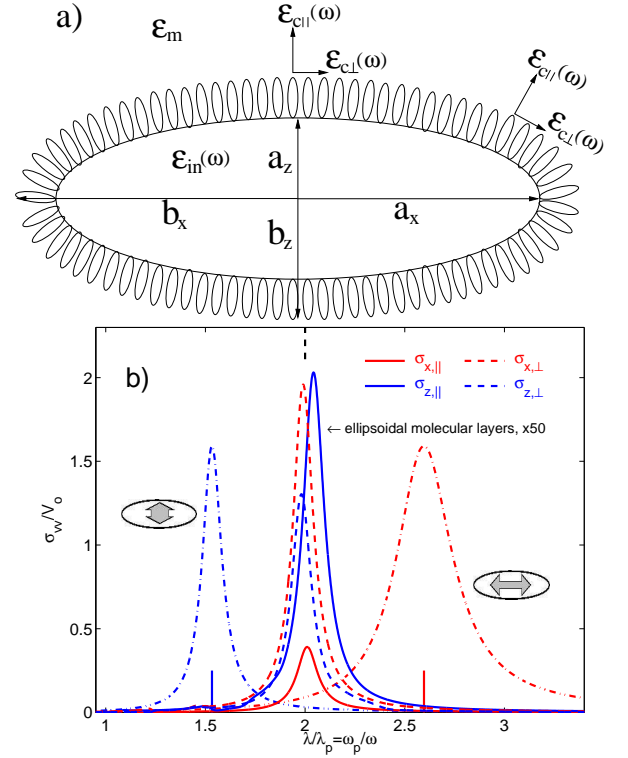 a)
ε_m
ε_c||(ω)
ε_c⊥(ω)
ε_c||(ω)
ε_c⊥(ω)
ε_in(ω)
a_z
b_x
a_x
b_z
b)
σ_x,|| σ_x,⊥
σ_z,|| σ_z,⊥
← ellipsoidal molecular layers, x50
σ_vv/V_o
2
1.5
1
0.5
0
1 1.5 2 2.5 3
λ/λ_p=ω_p/ω